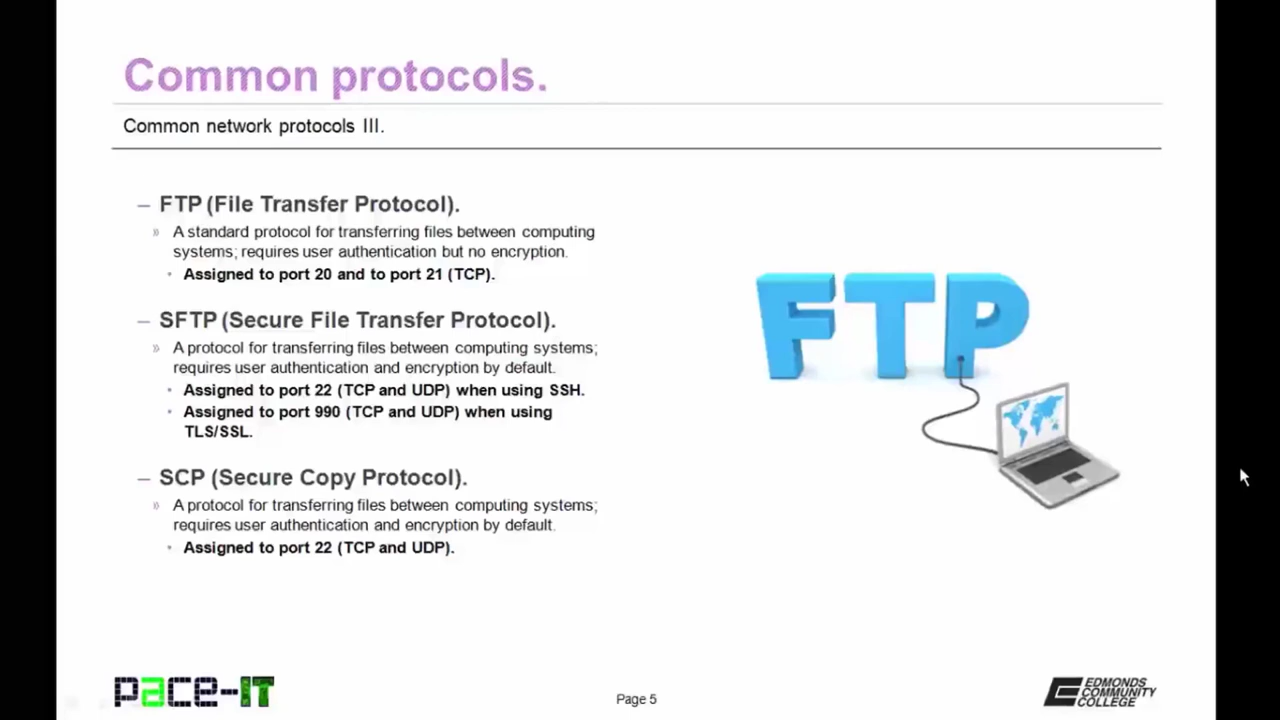 Common protocols.
Common network protocols III.
– FTP (File Transfer Protocol).
» A standard protocol for transferring files between computing
systems; requires user authentication but no encryption.
• Assigned to port 20 and to port 21 (TCP).
– SFTP (Secure File Transfer Protocol).
» A protocol for transferring files between computing systems;
requires user authentication and encryption by default.
• Assigned to port 22 (TCP and UDP) when using SSH.
• Assigned to port 990 (TCP and UDP) when using
TLS/SSL.
– SCP (Secure Copy Protocol).
» A protocol for transferring files between computing systems;
requires user authentication and encryption by default.
• Assigned to port 22 (TCP and UDP).
FTP
pace-IT
Page 5
EDMONDS
COMMUNITY
COLLEGE